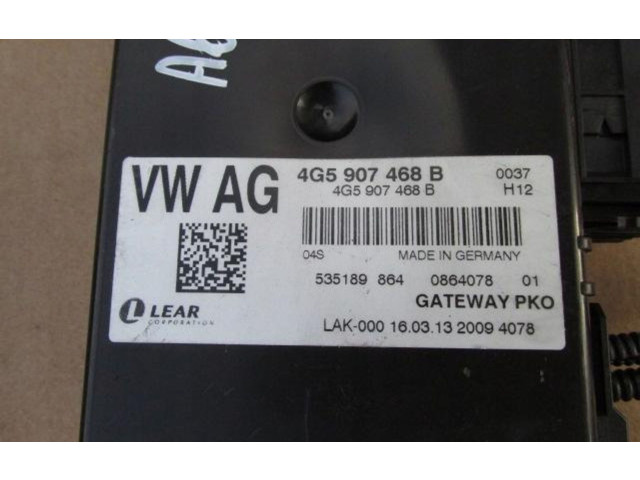 A6
VW AG
4G5 907 468 B 0037
4G5 907 468 B H12
04S MADE IN GERMANY
535189 864 0864078 01
GATEWAY PKO
LEAR
CORPORATION
LAK-000 16.03.13 2009 4078